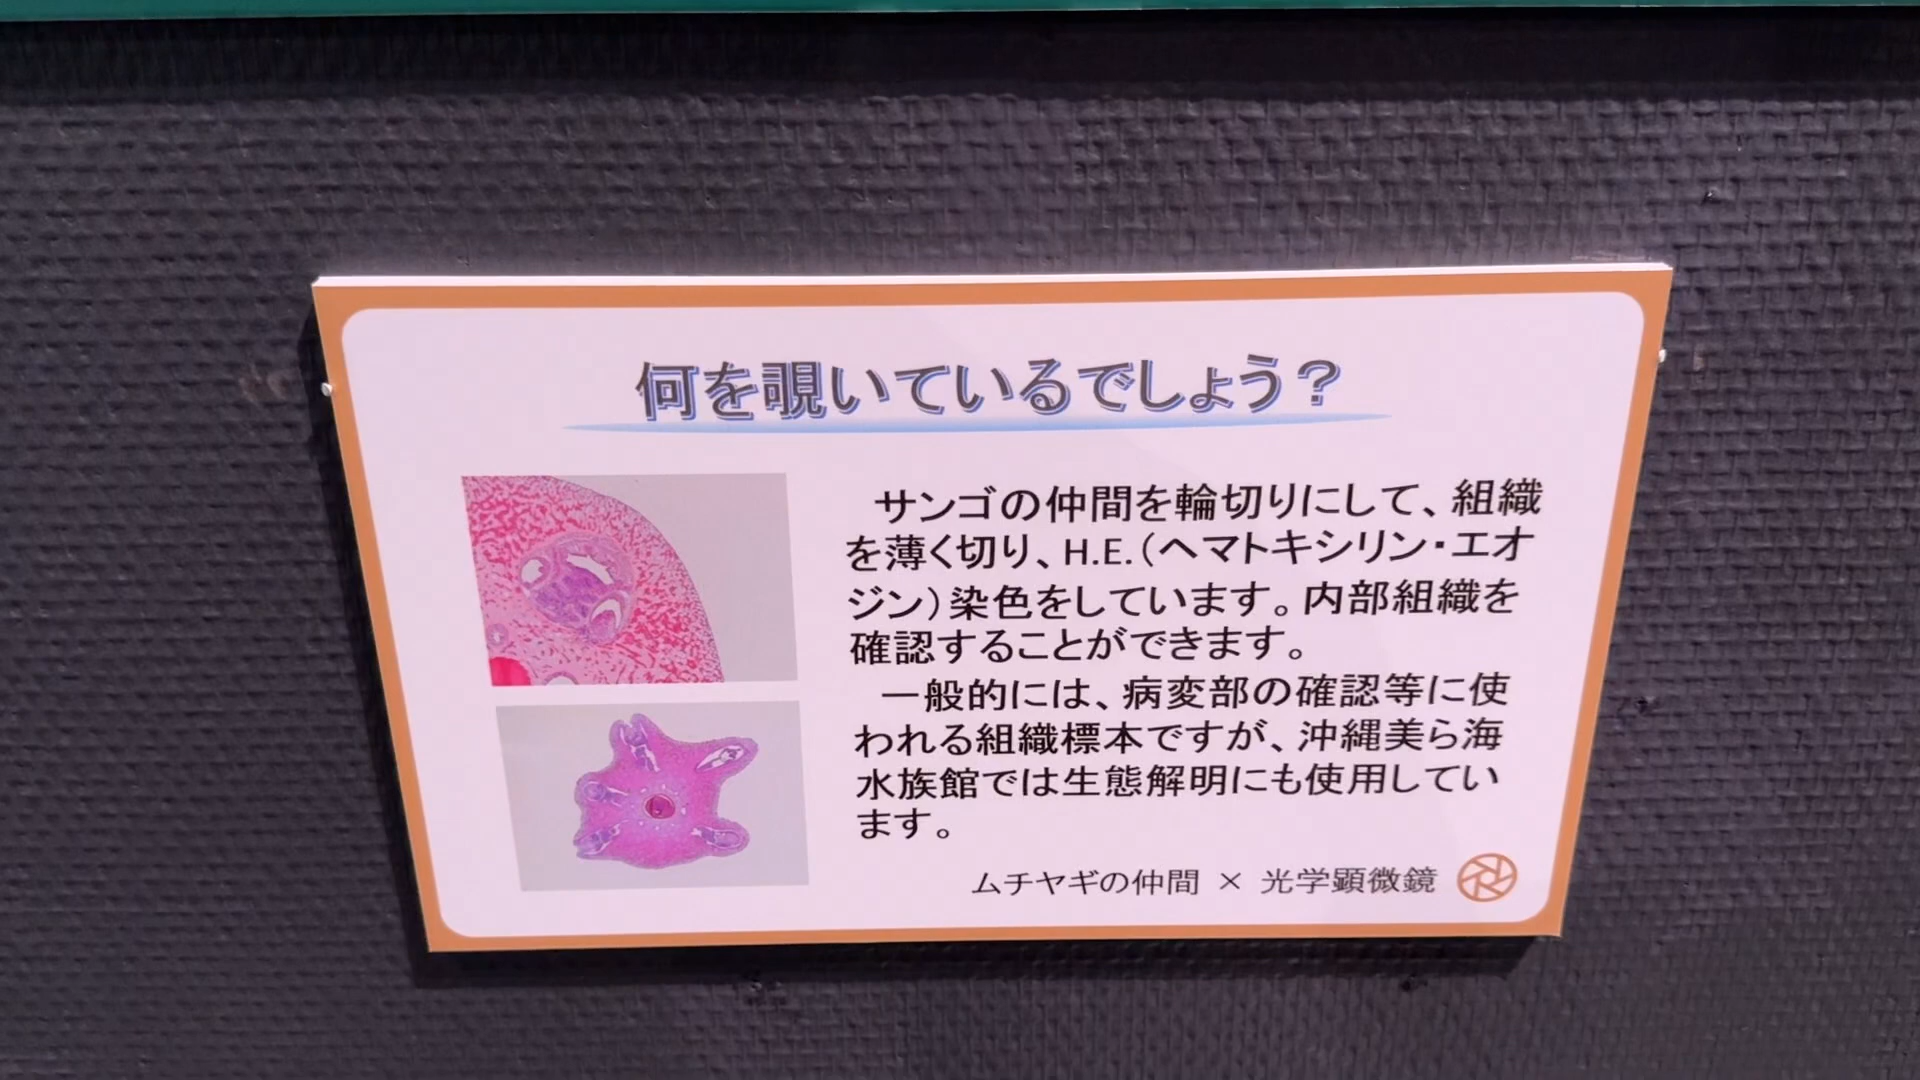 何を覗いているでしょう？
サンゴの仲間を輪切りにして、組織
を薄く切り、H.E.（ヘマトキシリン・エオ
ジン）染色をしています。内部組織を
確認することができます。
一般的には、病変部の確認等に使
われる組織標本ですが、沖縄美ら海
水族館では生態解明にも使用してい
ます。
ムチヤギの仲間 × 光学顕微鏡